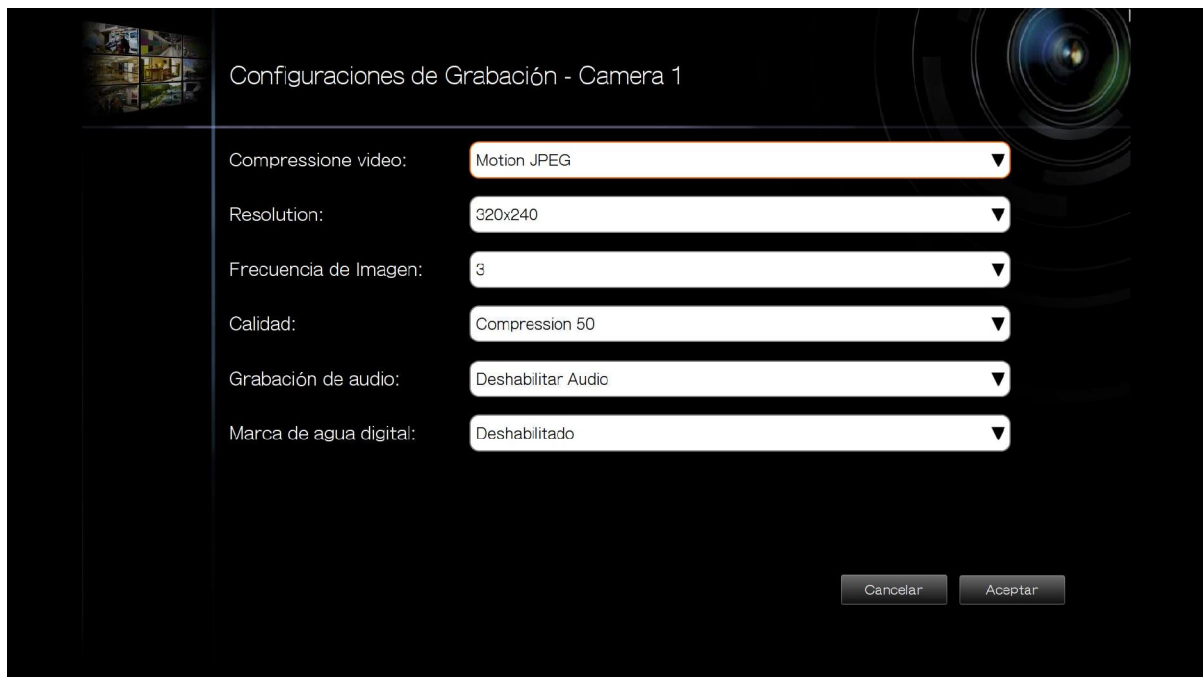 Configuraciones de Grabación - Camera 1
Compressione video: Motion JPEG
Resolution: 320x240
Frecuencia de Imagen: 3
Calidad: Compression 50
Grabación de audio: Deshabilitar Audio
Marca de agua digital: Deshabilitado
Cancelar Aceptar